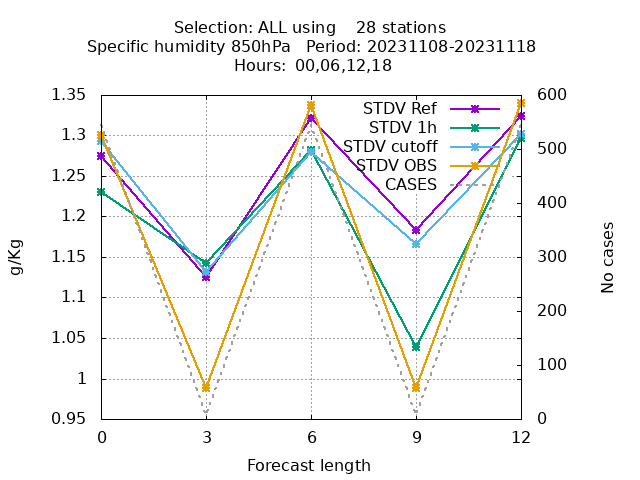 Selection: ALL using    28 stations
Specific humidity 850hPa   Period: 20231108-20231118
Hours:  00,06,12,18
STDV Ref
STDV 1h
STDV cutoff
STDV OBS
CASES
1.35
1.3
1.25
1.2
1.15
1.1
1.05
1
0.95
600
500
400
300
200
100
0
g/Kg
No cases
0
3
6
9
12
Forecast length